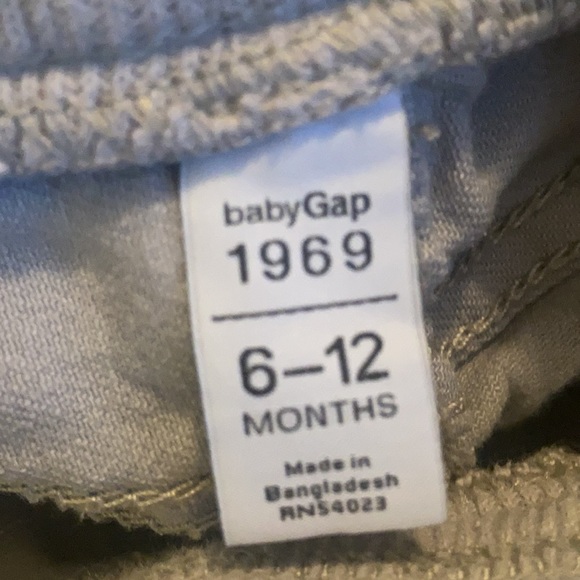 babyGap
1969
6–12
MONTHS
Made in
Bangladesh
RN54023